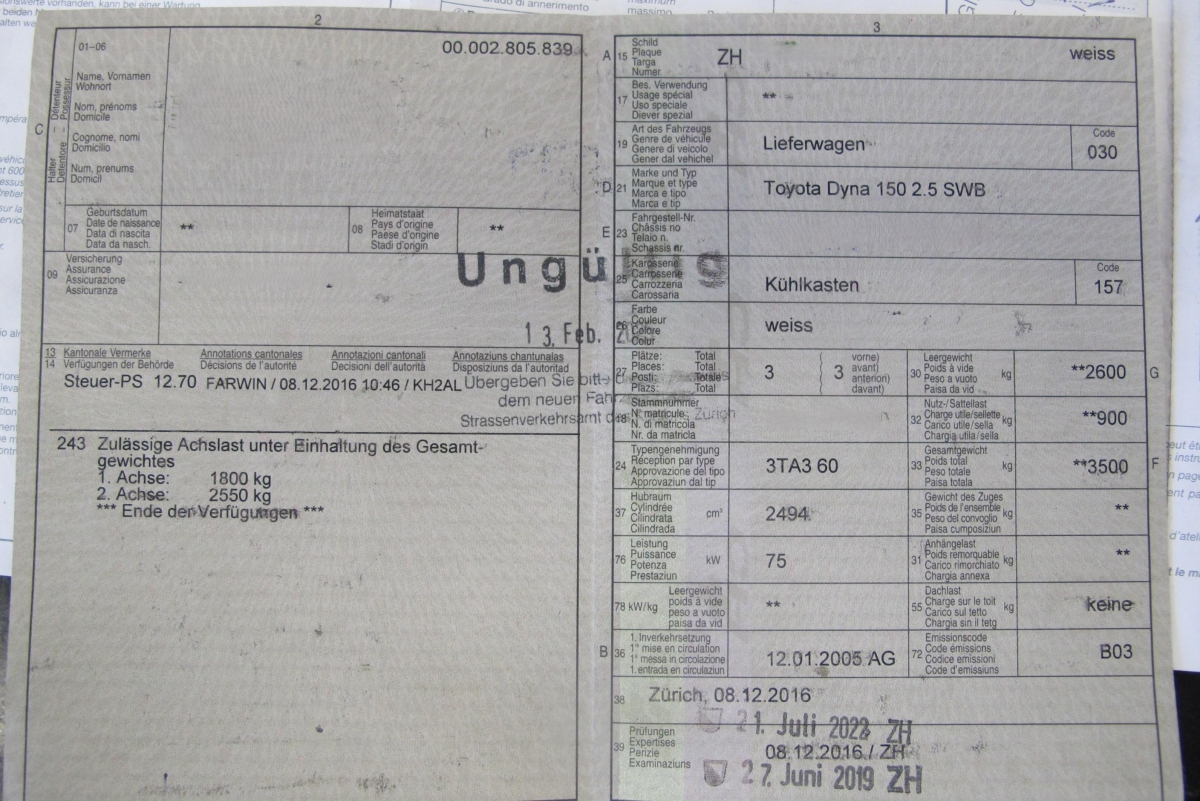 2
01–06
00.002.805.839
C
Halter – Détenteur
Detentore – Possessur
Name, Vornamen
Wohnort
Nom, prénoms
Domicile
Cognome, nomi
Domicilio
Num, prenums
Domicil
07
Geburtsdatum
Date de naissance
Data di nascita
Data da nasch.
**
08
Heimatstaat
Pays d'origine
Paese d'origine
Stadi d'origin
**
09
Versicherung
Assurance
Assicurazione
Assicuranza
Ungültig
13. Feb.
13
14
Kantonale Vermerke
Verfügungen der Behörde
Annotations cantonales
Décisions de l'autorité
Annotazioni cantonali
Decisioni dell'autorità
Annotaziuns chantunalas
Disposiziuns da l'autoritad
Steuer-PS 12.70 FARWIN / 08.12.2016 10:46 / KH2AL
Übergeben Sie bitte
dem neuen Fahr
Strassenverkehrsamt des Zürich
243 Zulässige Achslast unter Einhaltung des Gesamt-
gewichtes
1. Achse: 1800 kg
2. Achse: 2550 kg
*** Ende der Verfügungen ***
3
A
15
Schild
Plaque
Targa
Numer
ZH
weiss
17
Bes. Verwendung
Usage spécial
Uso speciale
Diever spezial
**
19
Art des Fahrzeugs
Genre de véhicule
Genere di veicolo
Gener dal vehichel
Lieferwagen
Code
030
D
21
Marke und Typ
Marque et type
Marca e tipo
Marca e tip
Toyota Dyna 150 2.5 SWB
E
23
Fahrgestell-Nr.
Châssis no
Telaio n.
Schassis nr.
25
Karosserie
Carrosserie
Carrozzeria
Carossaria
Kühlkasten
Code
157
26
Farbe
Couleur
Colore
Colur
weiss
27
Plätze: Total
Places: Total
Posti: Totale
Plazs: Total
3
( 3
vorne)
avant)
anteriori)
davant)
30
Leergewicht
Poids à vide
Peso a vuoto
Paisa da vid
kg
**2600
G
18
Stammnummer
N. matricule
N. di matricola
Nr. da matricla
32
Nutz-/Sattellast
Charge utile/sellette
Carico utile/sella
Chargia utila/sella
kg
**900
24
Typengenehmigung
Réception par type
Approvazione del tipo
Approvaziun dal tip
3TA3 60
33
Gesamtgewicht
Poids total
Peso totale
Paisa totala
kg
**3500
F
37
Hubraum
Cylindrée
Cilindrata
Cilindrada
cm³
2494
35
Gewicht des Zuges
Poids de l'ensemble
Peso del convoglio
Paisa cumposiziun
kg
**
76
Leistung
Puissance
Potenza
Prestaziun
kW
75
31
Anhängelast
Poids remorquable
Carico rimorchiato
Chargia annexa
kg
**
78 kW/kg
Leergewicht
poids à vide
peso a vuoto
paisa da vid
**
55
Dachlast
Charge sur le toit
Carico sul tetto
Chargia sin il tetg
kg
keine
B
36
1. Inverkehrsetzung
1re mise en circulation
1a messa in circolazione
1. entrada en circulaziun
12.01.2005 AG
72
Emissionscode
Code émissions
Codice emissioni
Code d'emissiuns
B03
38
Zürich, 08.12.2016
39
Prüfungen
Expertises
Perizie
Examinaziuns
21. Juli 2022 ZH
08.12.2016 / ZH
27. Juni 2019 ZH